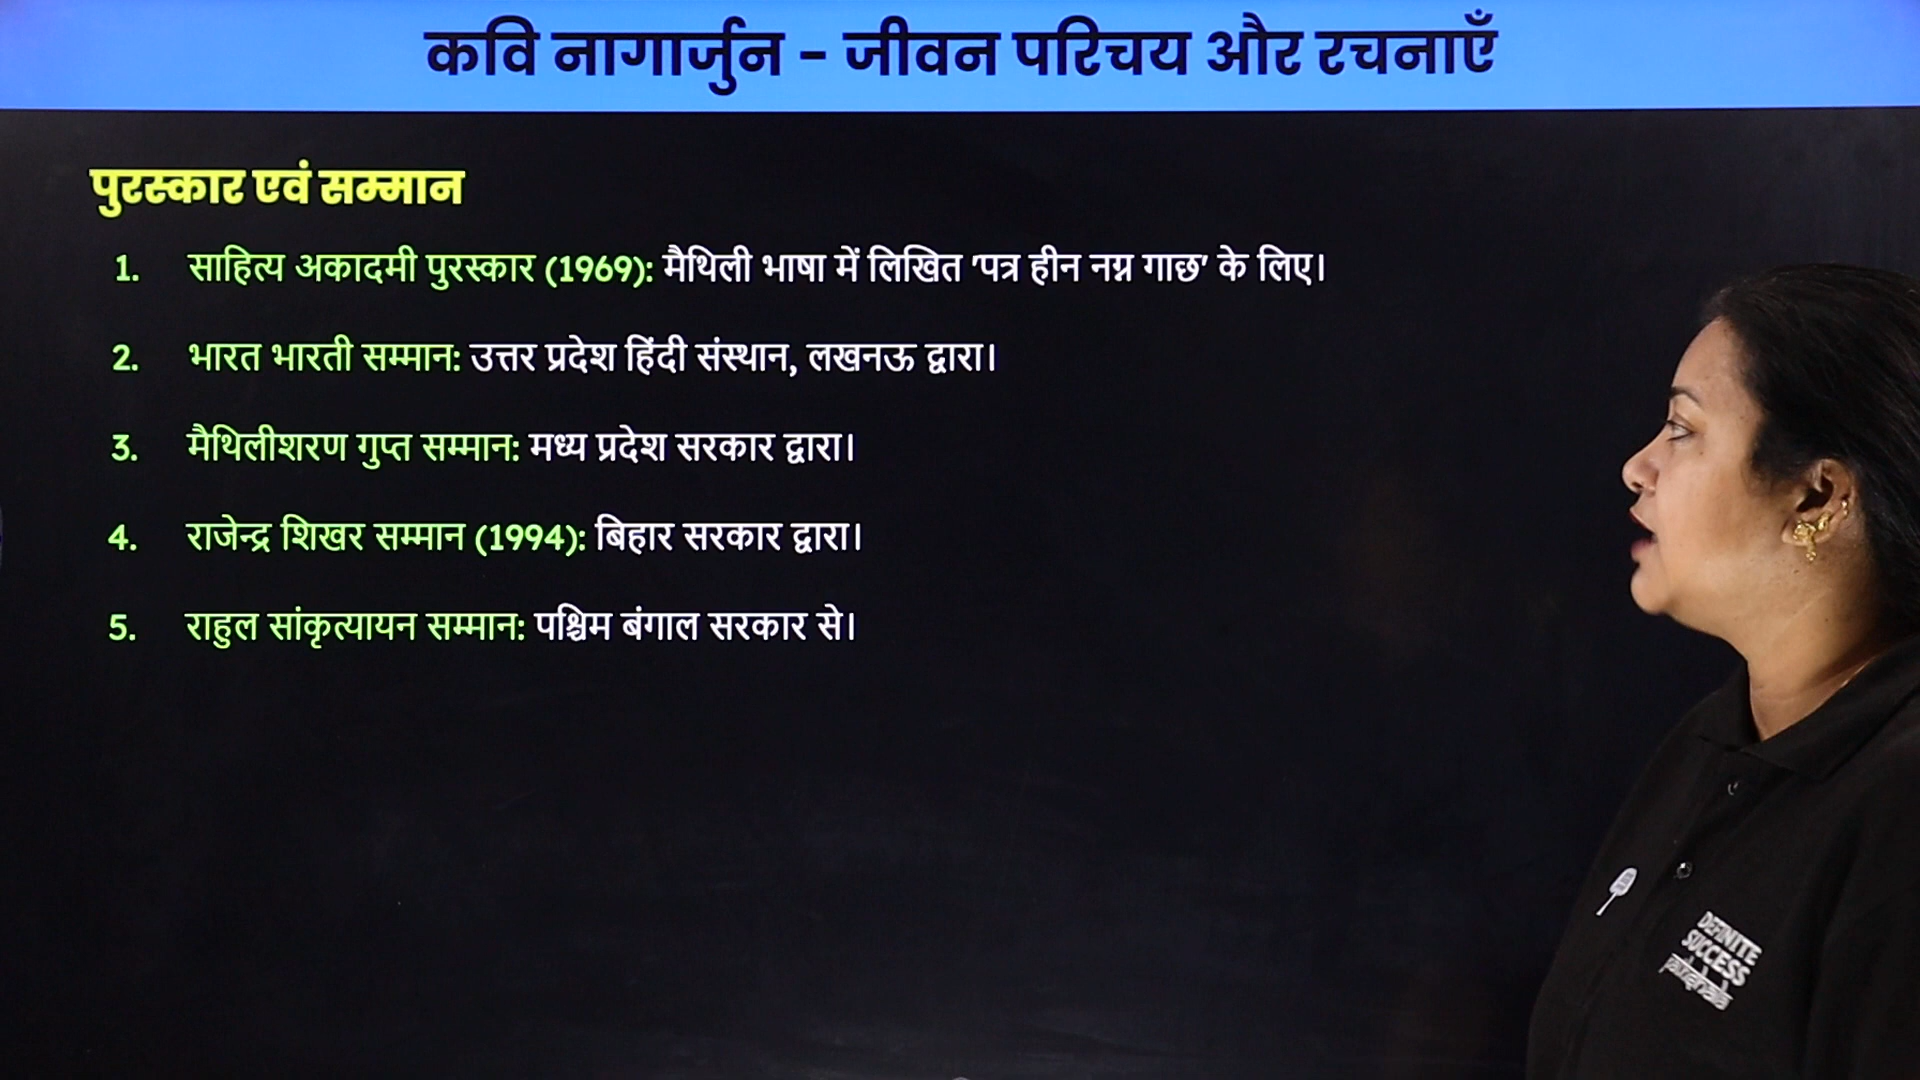 कवि नागार्जुन - जीवन परिचय और रचनाएँ
पुरस्कार एवं सम्मान
1. साहित्य अकादमी पुरस्कार (1969): मैथिली भाषा में लिखित 'पत्र हीन नग्न गाछ' के लिए।
2. भारत भारती सम्मान: उत्तर प्रदेश हिंदी संस्थान, लखनऊ द्वारा।
3. मैथिलीशरण गुप्त सम्मान: मध्य प्रदेश सरकार द्वारा।
4. राजेन्द्र शिखर सम्मान (1994): बिहार सरकार द्वारा।
5. राहुल सांकृत्यायन सम्मान: पश्चिम बंगाल सरकार से।
DEFINITE
SUCCESS